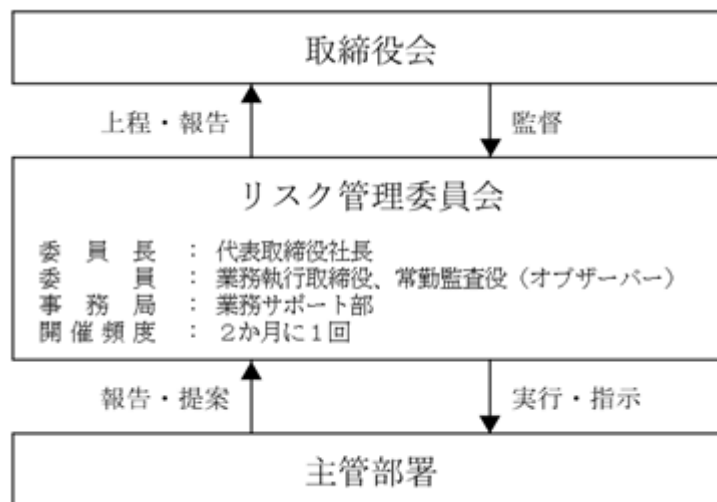 取締役会
上程・報告
監督
リスク管理委員会
委員長 : 代表取締役社長
委員 : 業務執行取締役、常勤監査役（オブザーバー）
事務局 : 業務サポート部
開催頻度 : 2か月に1回
報告・提案
実行・指示
主管部署